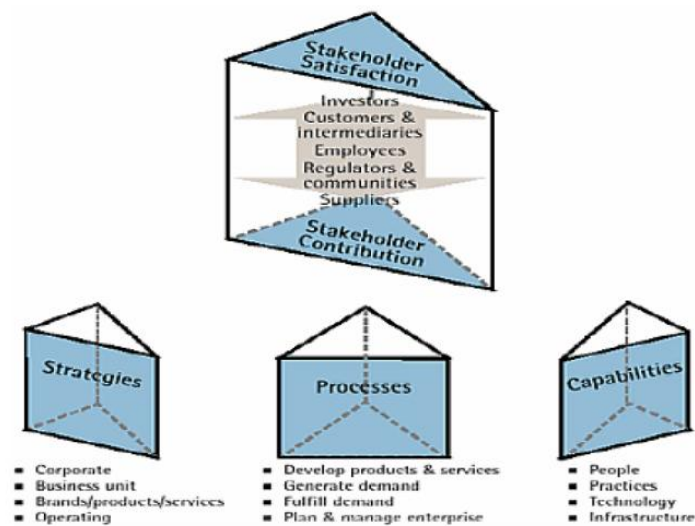 Stakeholder
Satisfaction
Investors
Customers &
intermediaries
Employees
Regulators &
communities
Suppliers
Stakeholder
Contribution
Strategies
Processes
Capabilities
▪ Corporate
▪ Business unit
▪ Brands/products/services
▪ Operating
▪ Develop products & services
▪ Generate demand
▪ Fulfill demand
▪ Plan & manage enterprise
▪ People
▪ Practices
▪ Technology
▪ Infrastructure